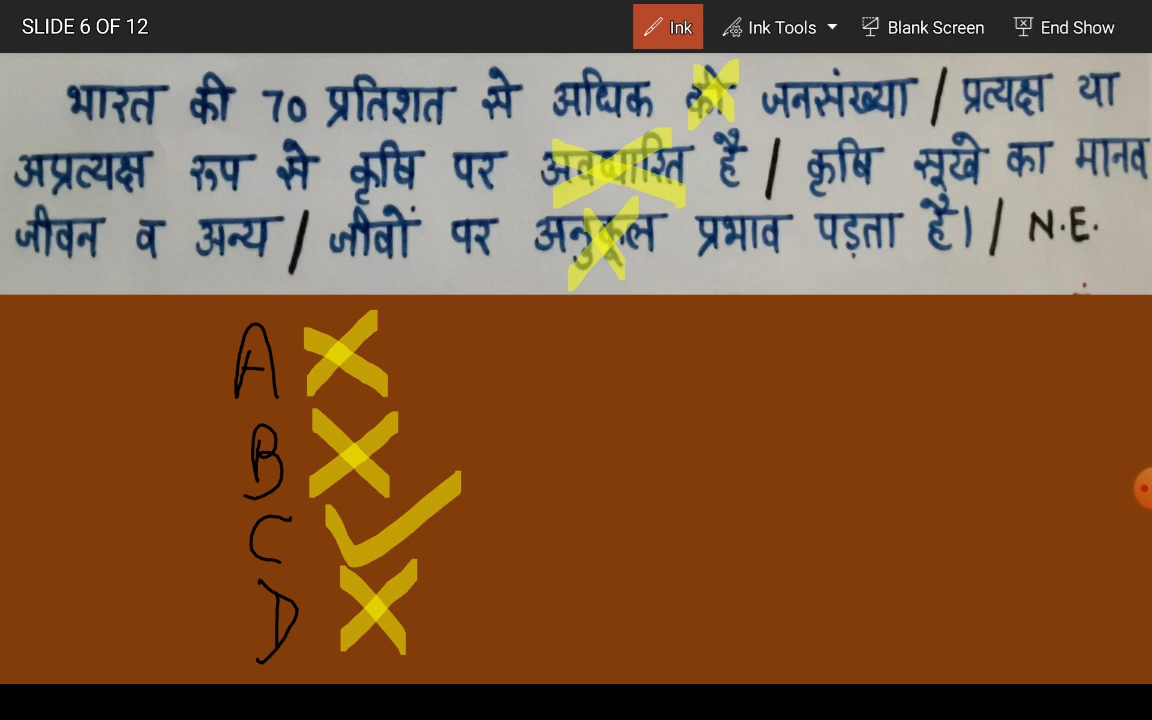 SLIDE 6 OF 12
Ink Ink Tools Blank Screen End Show
भारत की 70 प्रतिशत से अधिक की जनसंख्या / प्रत्यक्ष या
अप्रत्यक्ष रूप से कृषि पर अवधारित है / कृषि सूखे का मानव
जीवन व अन्य / जीवों पर अनुकूल प्रभाव पड़ता है। / N.E.
A
B
C
D